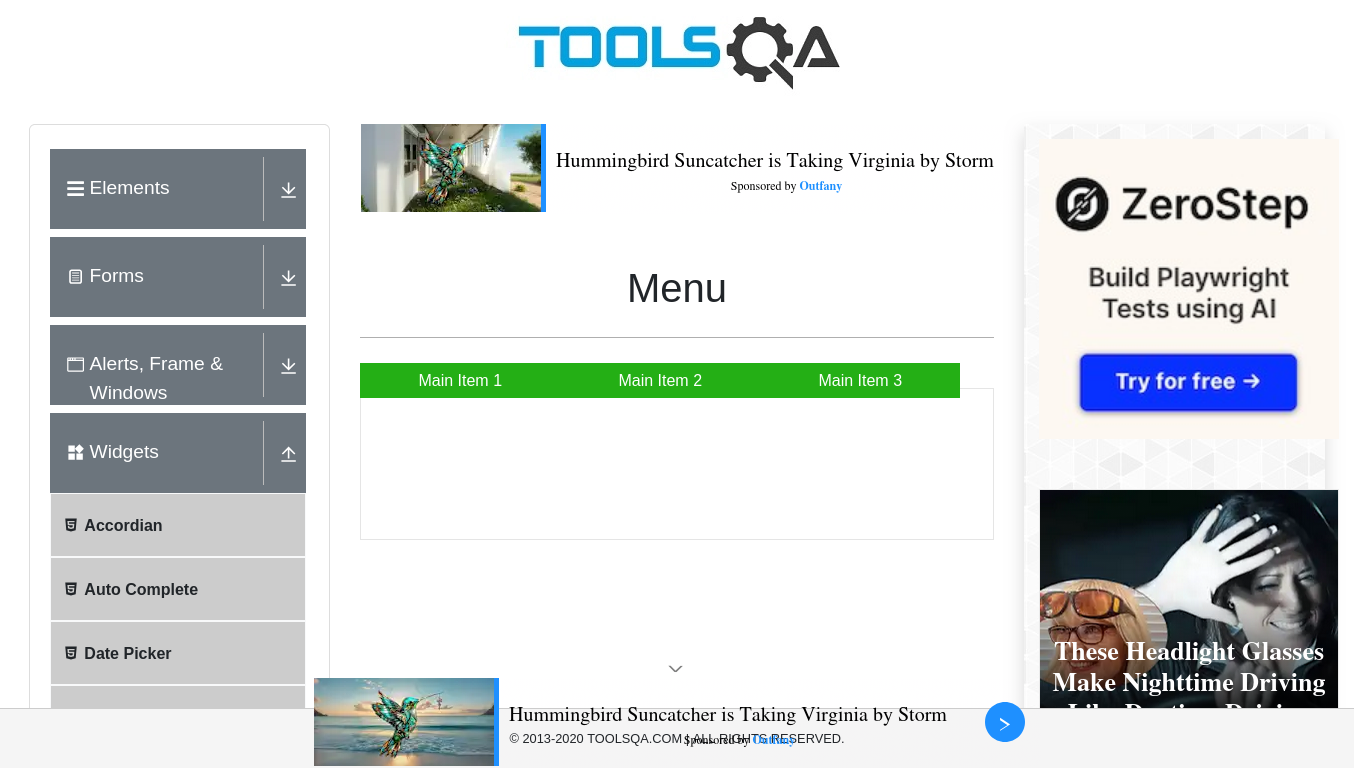 TOOLSQA
Elements
Forms
Alerts, Frame &
Windows
Widgets
Accordian
Auto Complete
Date Picker
Hummingbird Suncatcher is Taking Virginia by Storm
Sponsored by Outfany
Menu
Main Item 1
Main Item 2
Main Item 3
ZeroStep
Build Playwright
Tests using AI
Try for free →
These Headlight Glasses
Make Nighttime Driving
Hummingbird Suncatcher is Taking Virginia by Storm
Sponsored by Outfany
© 2013-2020 TOOLSQA.COM | ALL RIGHTS RESERVED.